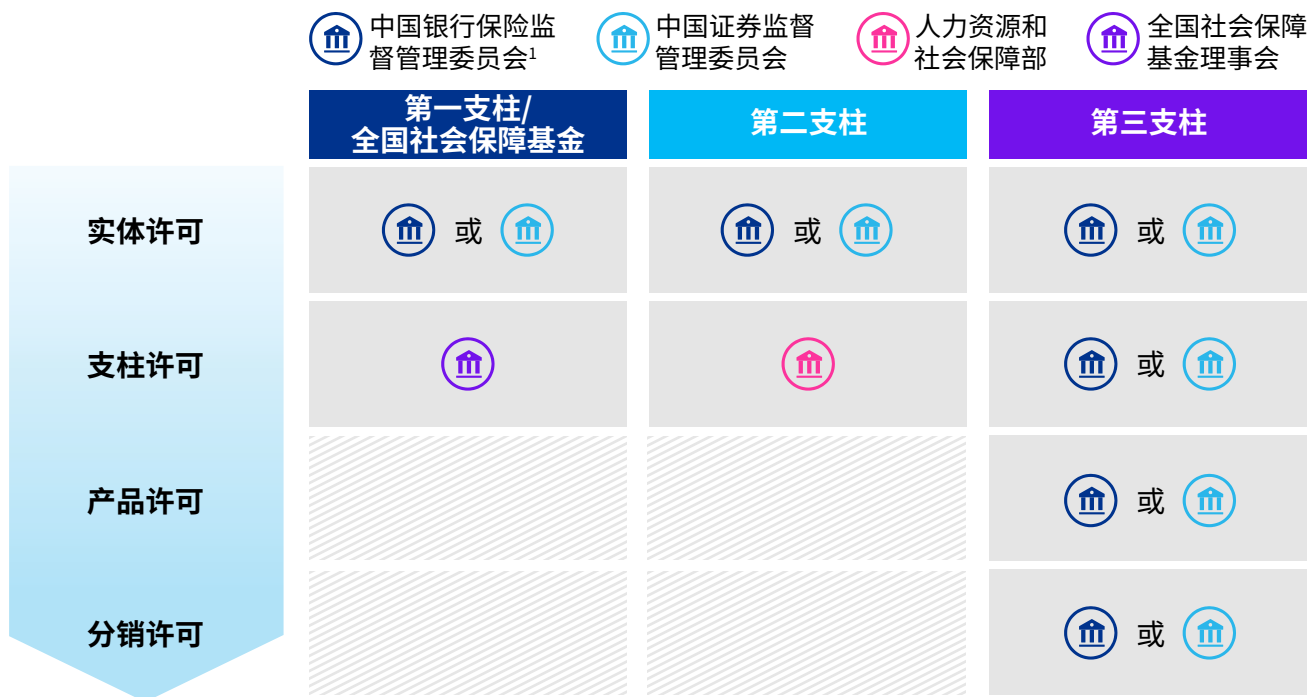 中国银行保险监
督管理委员会1
中国证券监督
管理委员会
人力资源和
社会保障部
全国社会保障
基金理事会
第一支柱/
全国社会保障基金
第二支柱
第三支柱
实体许可
或
或
或
支柱许可
或
产品许可
或
分销许可
或